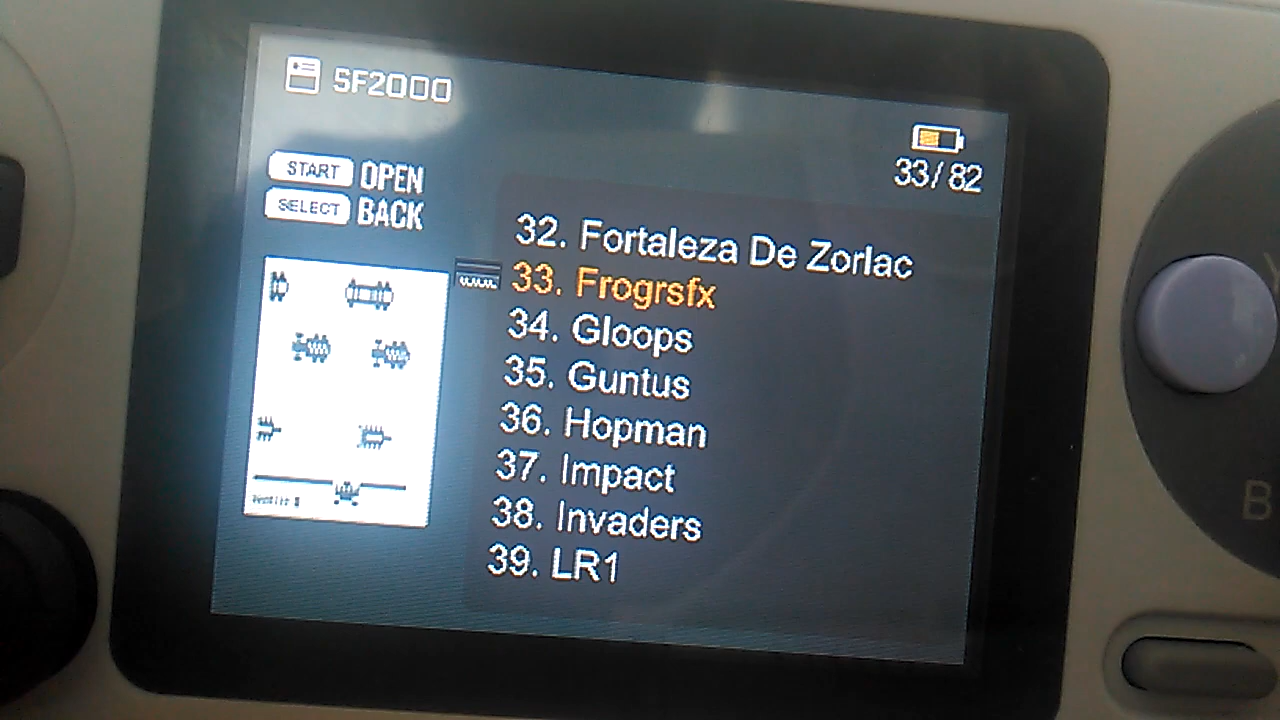 SF2000
33/82
START OPEN
SELECT BACK
32. Fortaleza De Zorlac
33. Frogrsfx
34. Gloops
35. Guntus
36. Hopman
37. Impact
38. Invaders
39. LR1
B